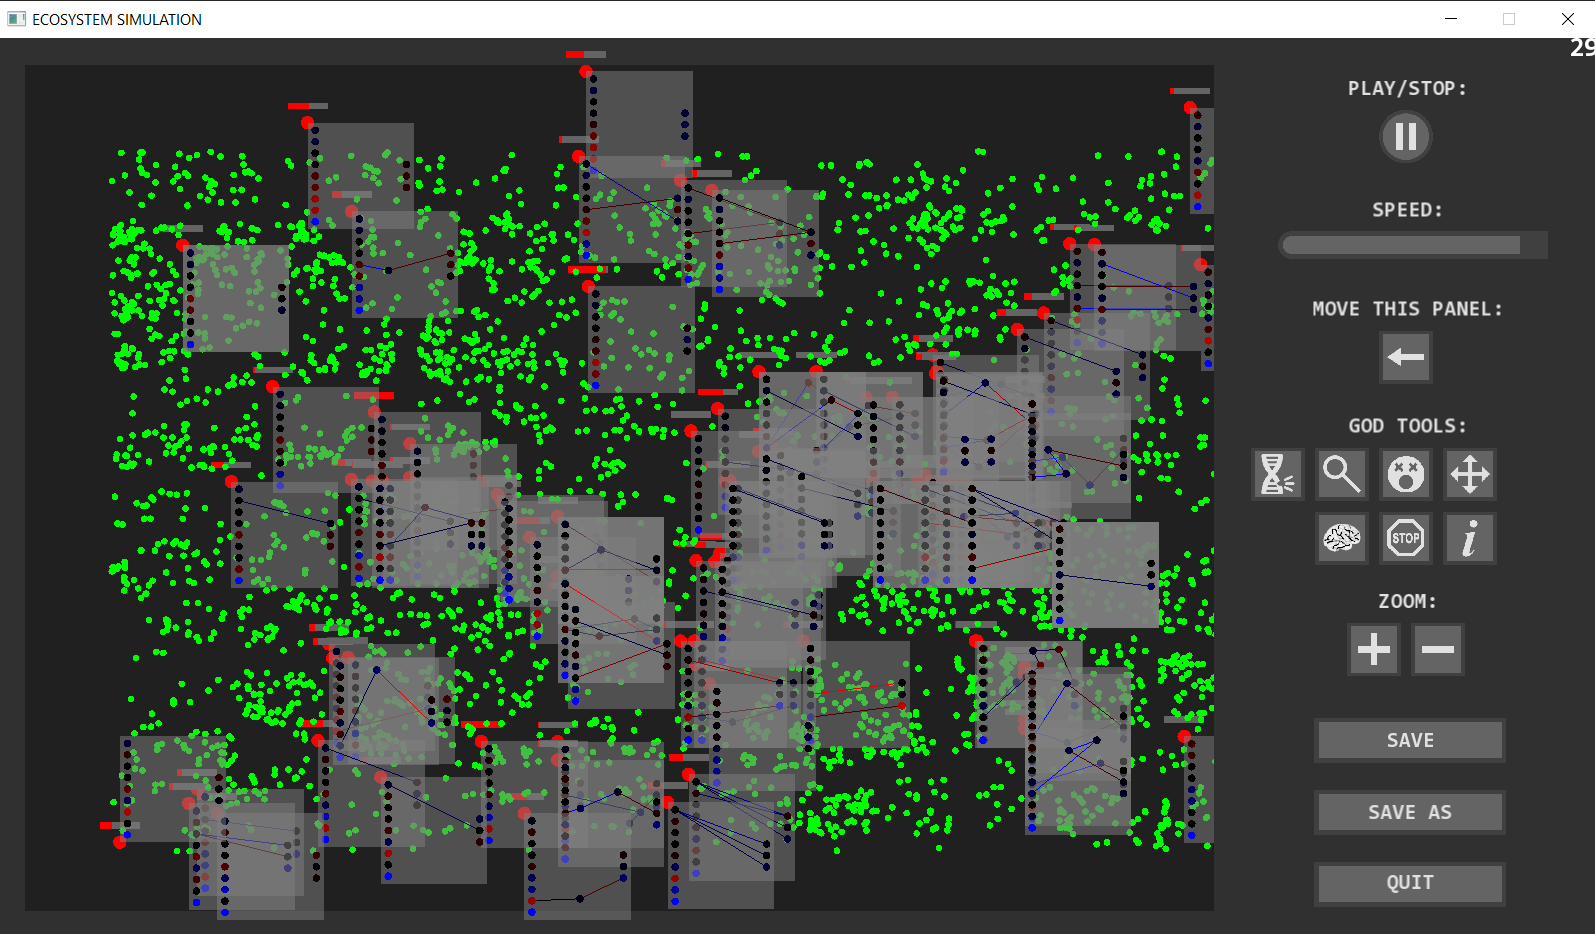 ECOSYSTEM SIMULATION
29
PLAY/STOP:
SPEED:
MOVE THIS PANEL:
GOD TOOLS:
STOP
i
ZOOM:
SAVE
SAVE AS
QUIT